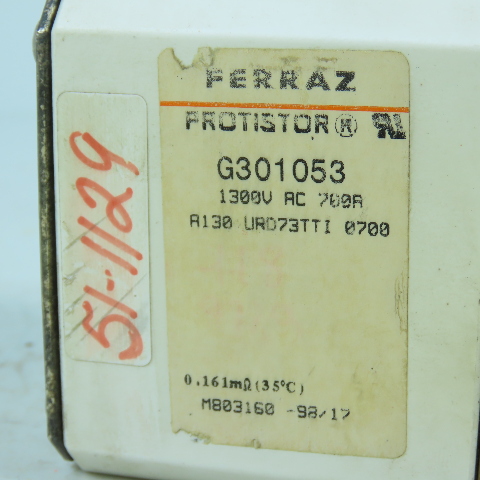 FERRAZ
PROTISTOR®
G301053
1300V AC 700A
A130 URD73TTI 0700
0.161mΩ(35°C)
M803160 -98/17
51-1129